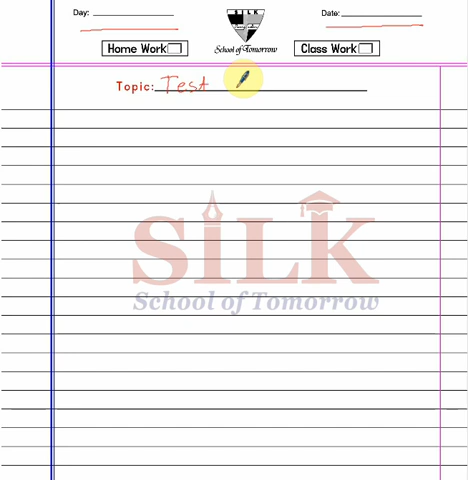 Day: Date:
SILK
Home Work School of Tomorrow Class Work
Topic: Test
SiLK
School of Tomorrow